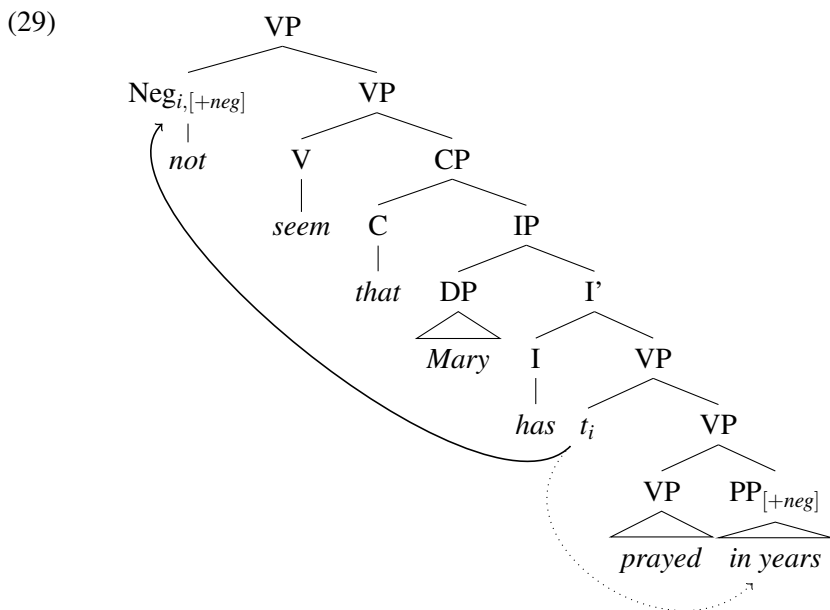 (29) VP
Neg_{i,[+neg]} VP
not V CP
seem C IP
that DP I'
Mary I VP
has t_i VP
VP PP_{[+neg]}
prayed in years